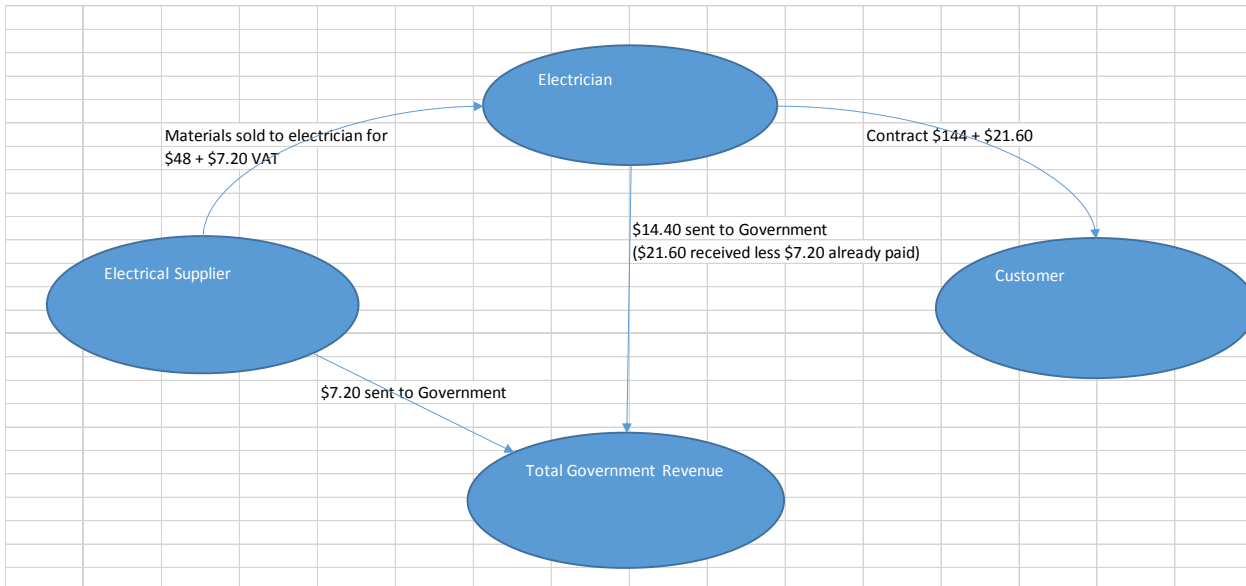 Electrician
Materials sold to electrician for
$48 + $7.20 VAT
Contract $144 + $21.60
$14.40 sent to Government
($21.60 received less $7.20 already paid)
Electrical Supplier
Customer
$7.20 sent to Government
Total Government Revenue